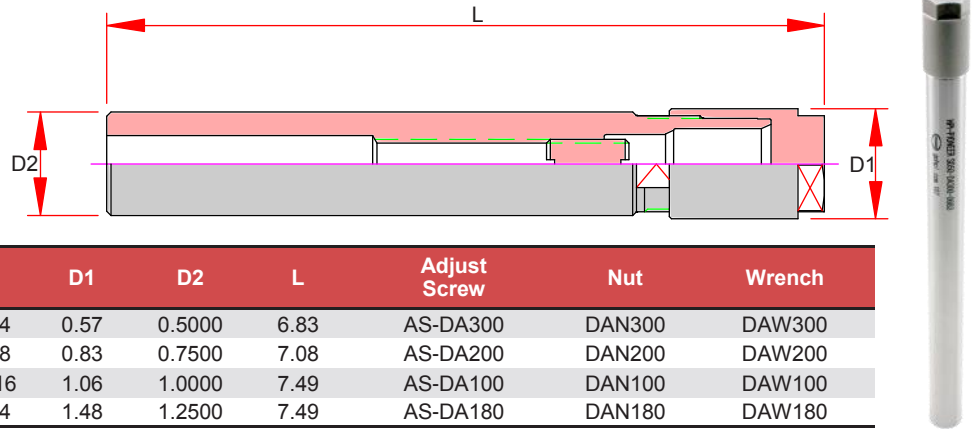 L
D2
D1
D1 D2 L Adjust Screw Nut Wrench
4 0.57 0.5000 6.83 AS-DA300 DAN300 DAW300
8 0.83 0.7500 7.08 AS-DA200 DAN200 DAW200
16 1.06 1.0000 7.49 AS-DA100 DAN100 DAW100
4 1.48 1.2500 7.49 AS-DA180 DAN180 DAW180